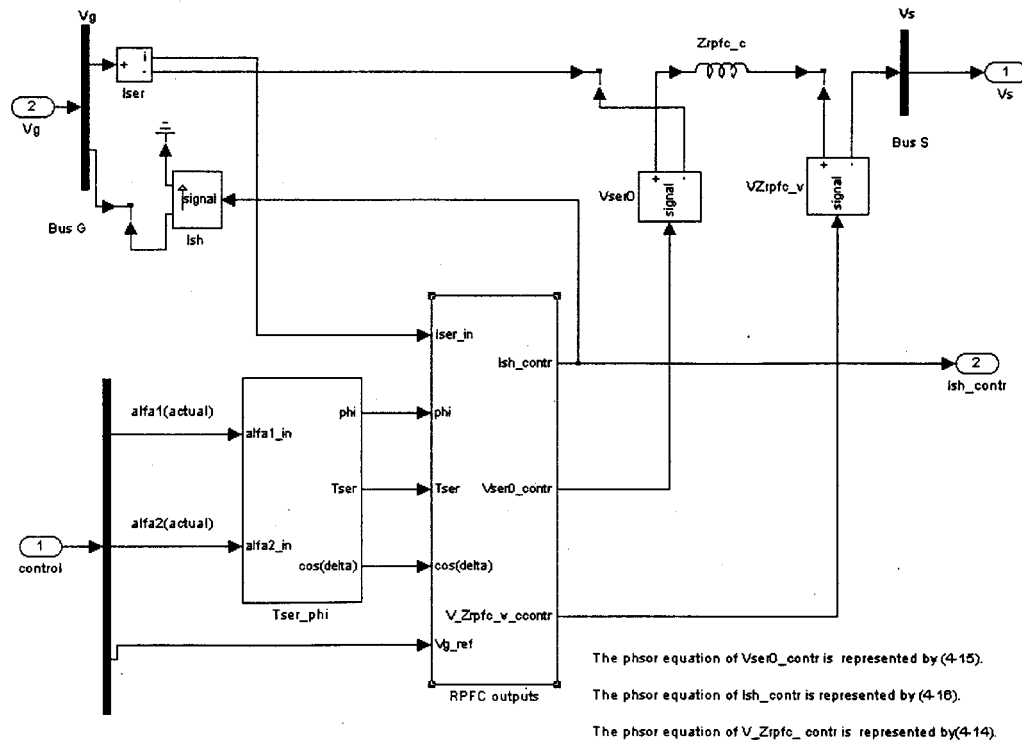 Vg
2
Vg
+
i
-
Iser
Bus G
signal
Ish
Zrpfc_c
+
-
signal
Vser0
+
-
signal
VZrpfc_v
Vs
Bus S
1
Vs
Iser_in
phi
Tser
cos(delta)
Vg_ref
Ish_contr
Vser0_contr
V_Zrpfc_v_ccontr
RPFC outputs
2
Ish_contr
1
control
alfa1(actual)
alfa2(actual)
alfa1_in
alfa2_in
phi
Tser
cos(delta)
Tser_phi
The phsor equation of Vser0_contr is represented by (4-15).
The phsor equation of Ish_contr is represented by (4-16).
The phsor equation of V_Zrpfc_ contr is represented by(4-14).